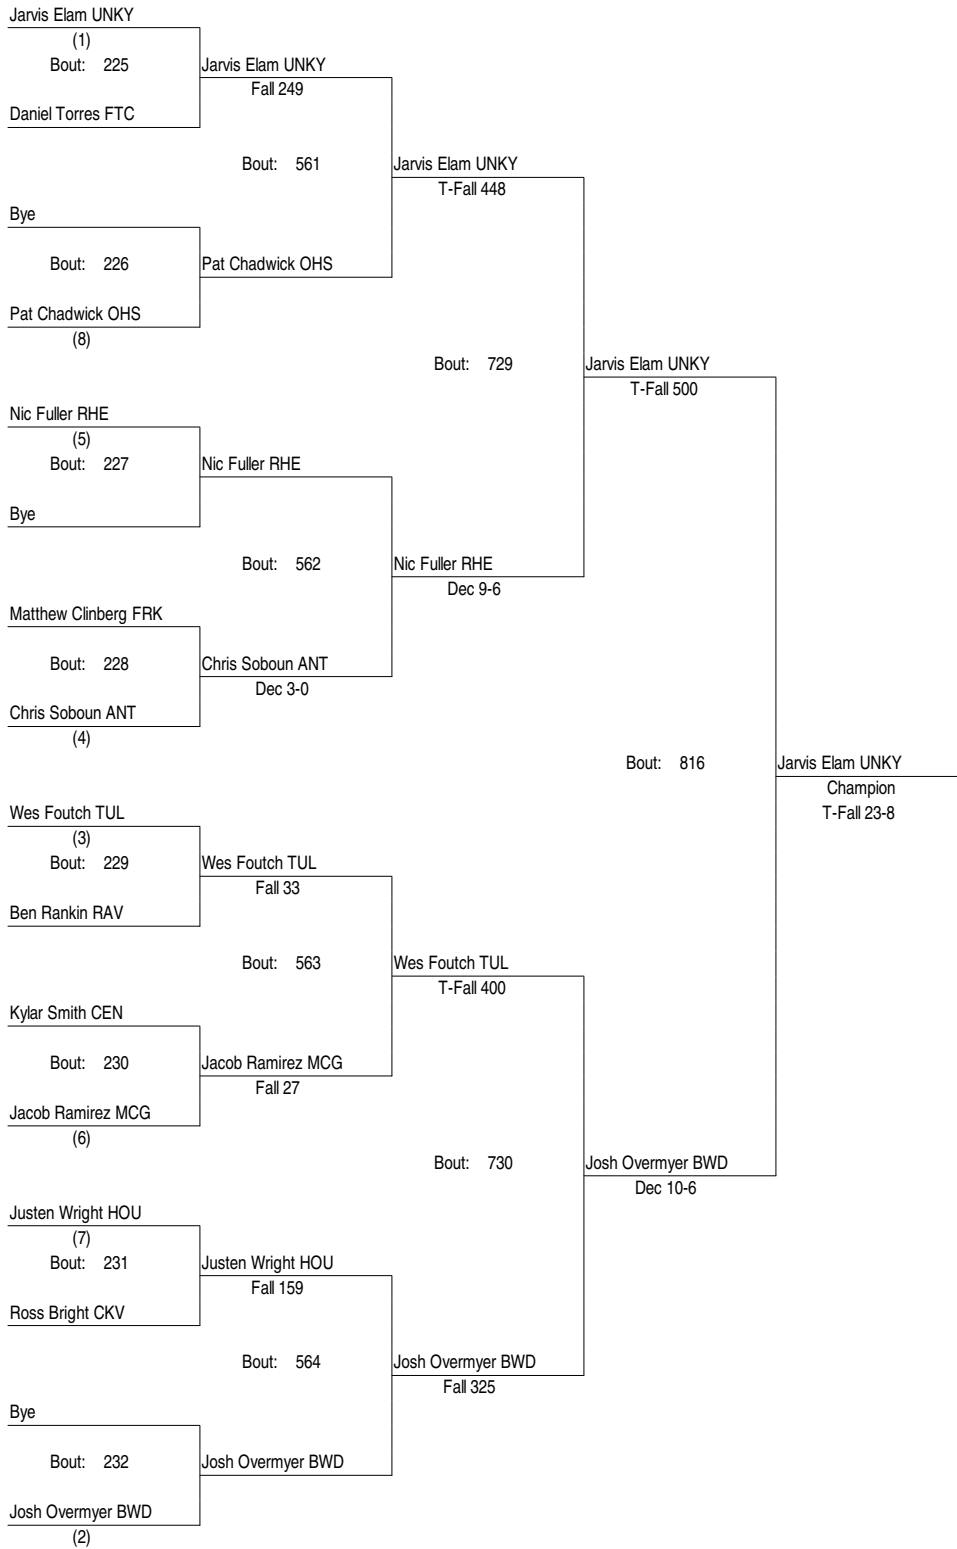 Jarvis Elam UNKY
(1)
Bout: 225
Jarvis Elam UNKY
Fall 249
Daniel Torres FTC
Bout: 561
Jarvis Elam UNKY
T-Fall 448
Bye
Bout: 226
Pat Chadwick OHS
Pat Chadwick OHS
(8)
Bout: 729
Jarvis Elam UNKY
T-Fall 500
Nic Fuller RHE
(5)
Bout: 227
Nic Fuller RHE
Bye
Bout: 562
Nic Fuller RHE
Dec 9-6
Matthew Clinberg FRK
Bout: 228
Chris Soboun ANT
Dec 3-0
Chris Soboun ANT
(4)
Bout: 816
Jarvis Elam UNKY
Champion
T-Fall 23-8
Wes Foutch TUL
(3)
Bout: 229
Wes Foutch TUL
Fall 33
Ben Rankin RAV
Bout: 563
Wes Foutch TUL
T-Fall 400
Kylar Smith CEN
Bout: 230
Jacob Ramirez MCG
Fall 27
Jacob Ramirez MCG
(6)
Bout: 730
Josh Overmyer BWD
Dec 10-6
Justen Wright HOU
(7)
Bout: 231
Justen Wright HOU
Fall 159
Ross Bright CKV
Bout: 564
Josh Overmyer BWD
Fall 325
Bye
Bout: 232
Josh Overmyer BWD
Josh Overmyer BWD
(2)